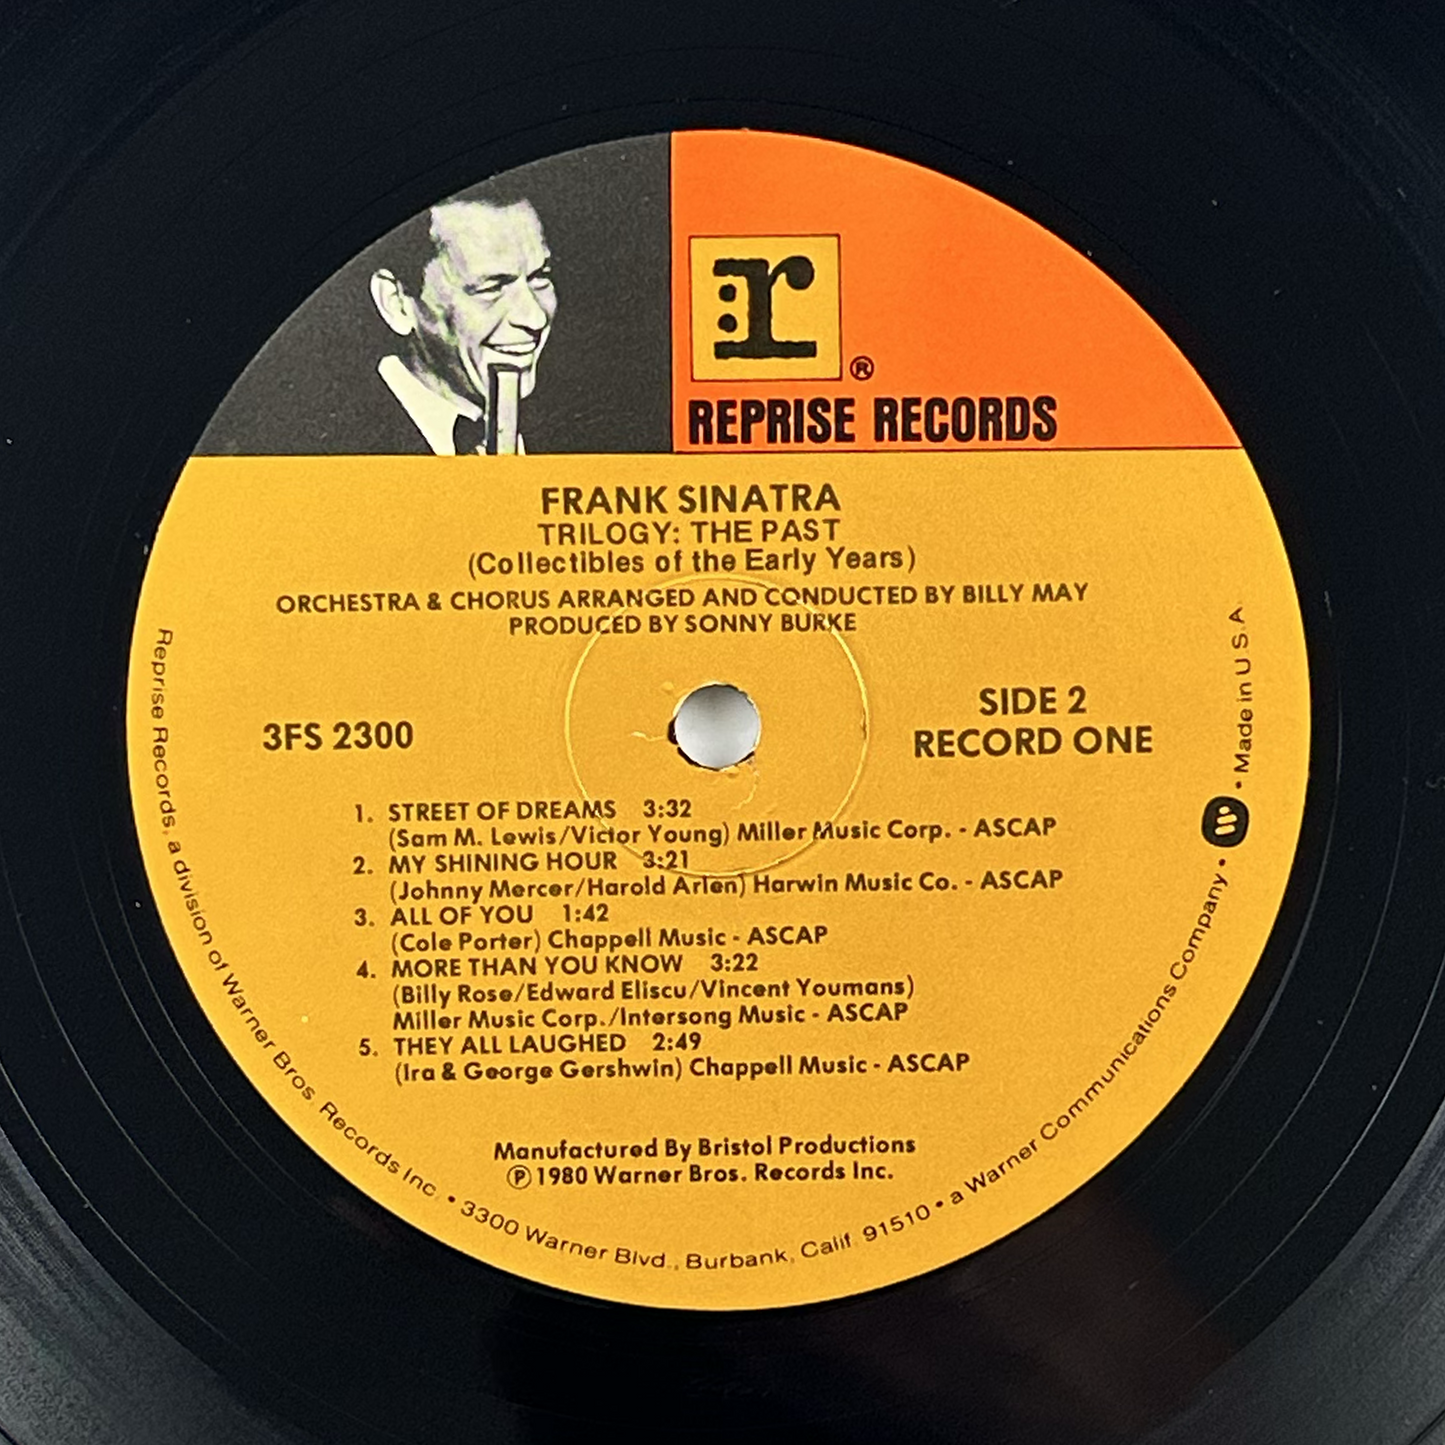 r
®
REPRISE RECORDS
FRANK SINATRA
TRILOGY: THE PAST
(Collectibles of the Early Years)
ORCHESTRA & CHORUS ARRANGED AND CONDUCTED BY BILLY MAY
PRODUCED BY SONNY BURKE
3FS 2300
SIDE 2
RECORD ONE
1. STREET OF DREAMS 3:32
(Sam M. Lewis/Victor Young) Miller Music Corp. - ASCAP
2. MY SHINING HOUR 3:21
(Johnny Mercer/Harold Arlen) Harwin Music Co. - ASCAP
3. ALL OF YOU 1:42
(Cole Porter) Chappell Music - ASCAP
4. MORE THAN YOU KNOW 3:22
(Billy Rose/Edward Eliscu/Vincent Youmans)
Miller Music Corp./Intersong Music - ASCAP
5. THEY ALL LAUGHED 2:49
(Ira & George Gershwin) Chappell Music - ASCAP
Manufactured By Bristol Productions
℗ 1980 Warner Bros. Records Inc.
Reprise Records, a division of Warner Bros. Records Inc. • 3300 Warner Blvd., Burbank, Calif. 91510 • a Warner Communications Company • W • Made in U.S.A.